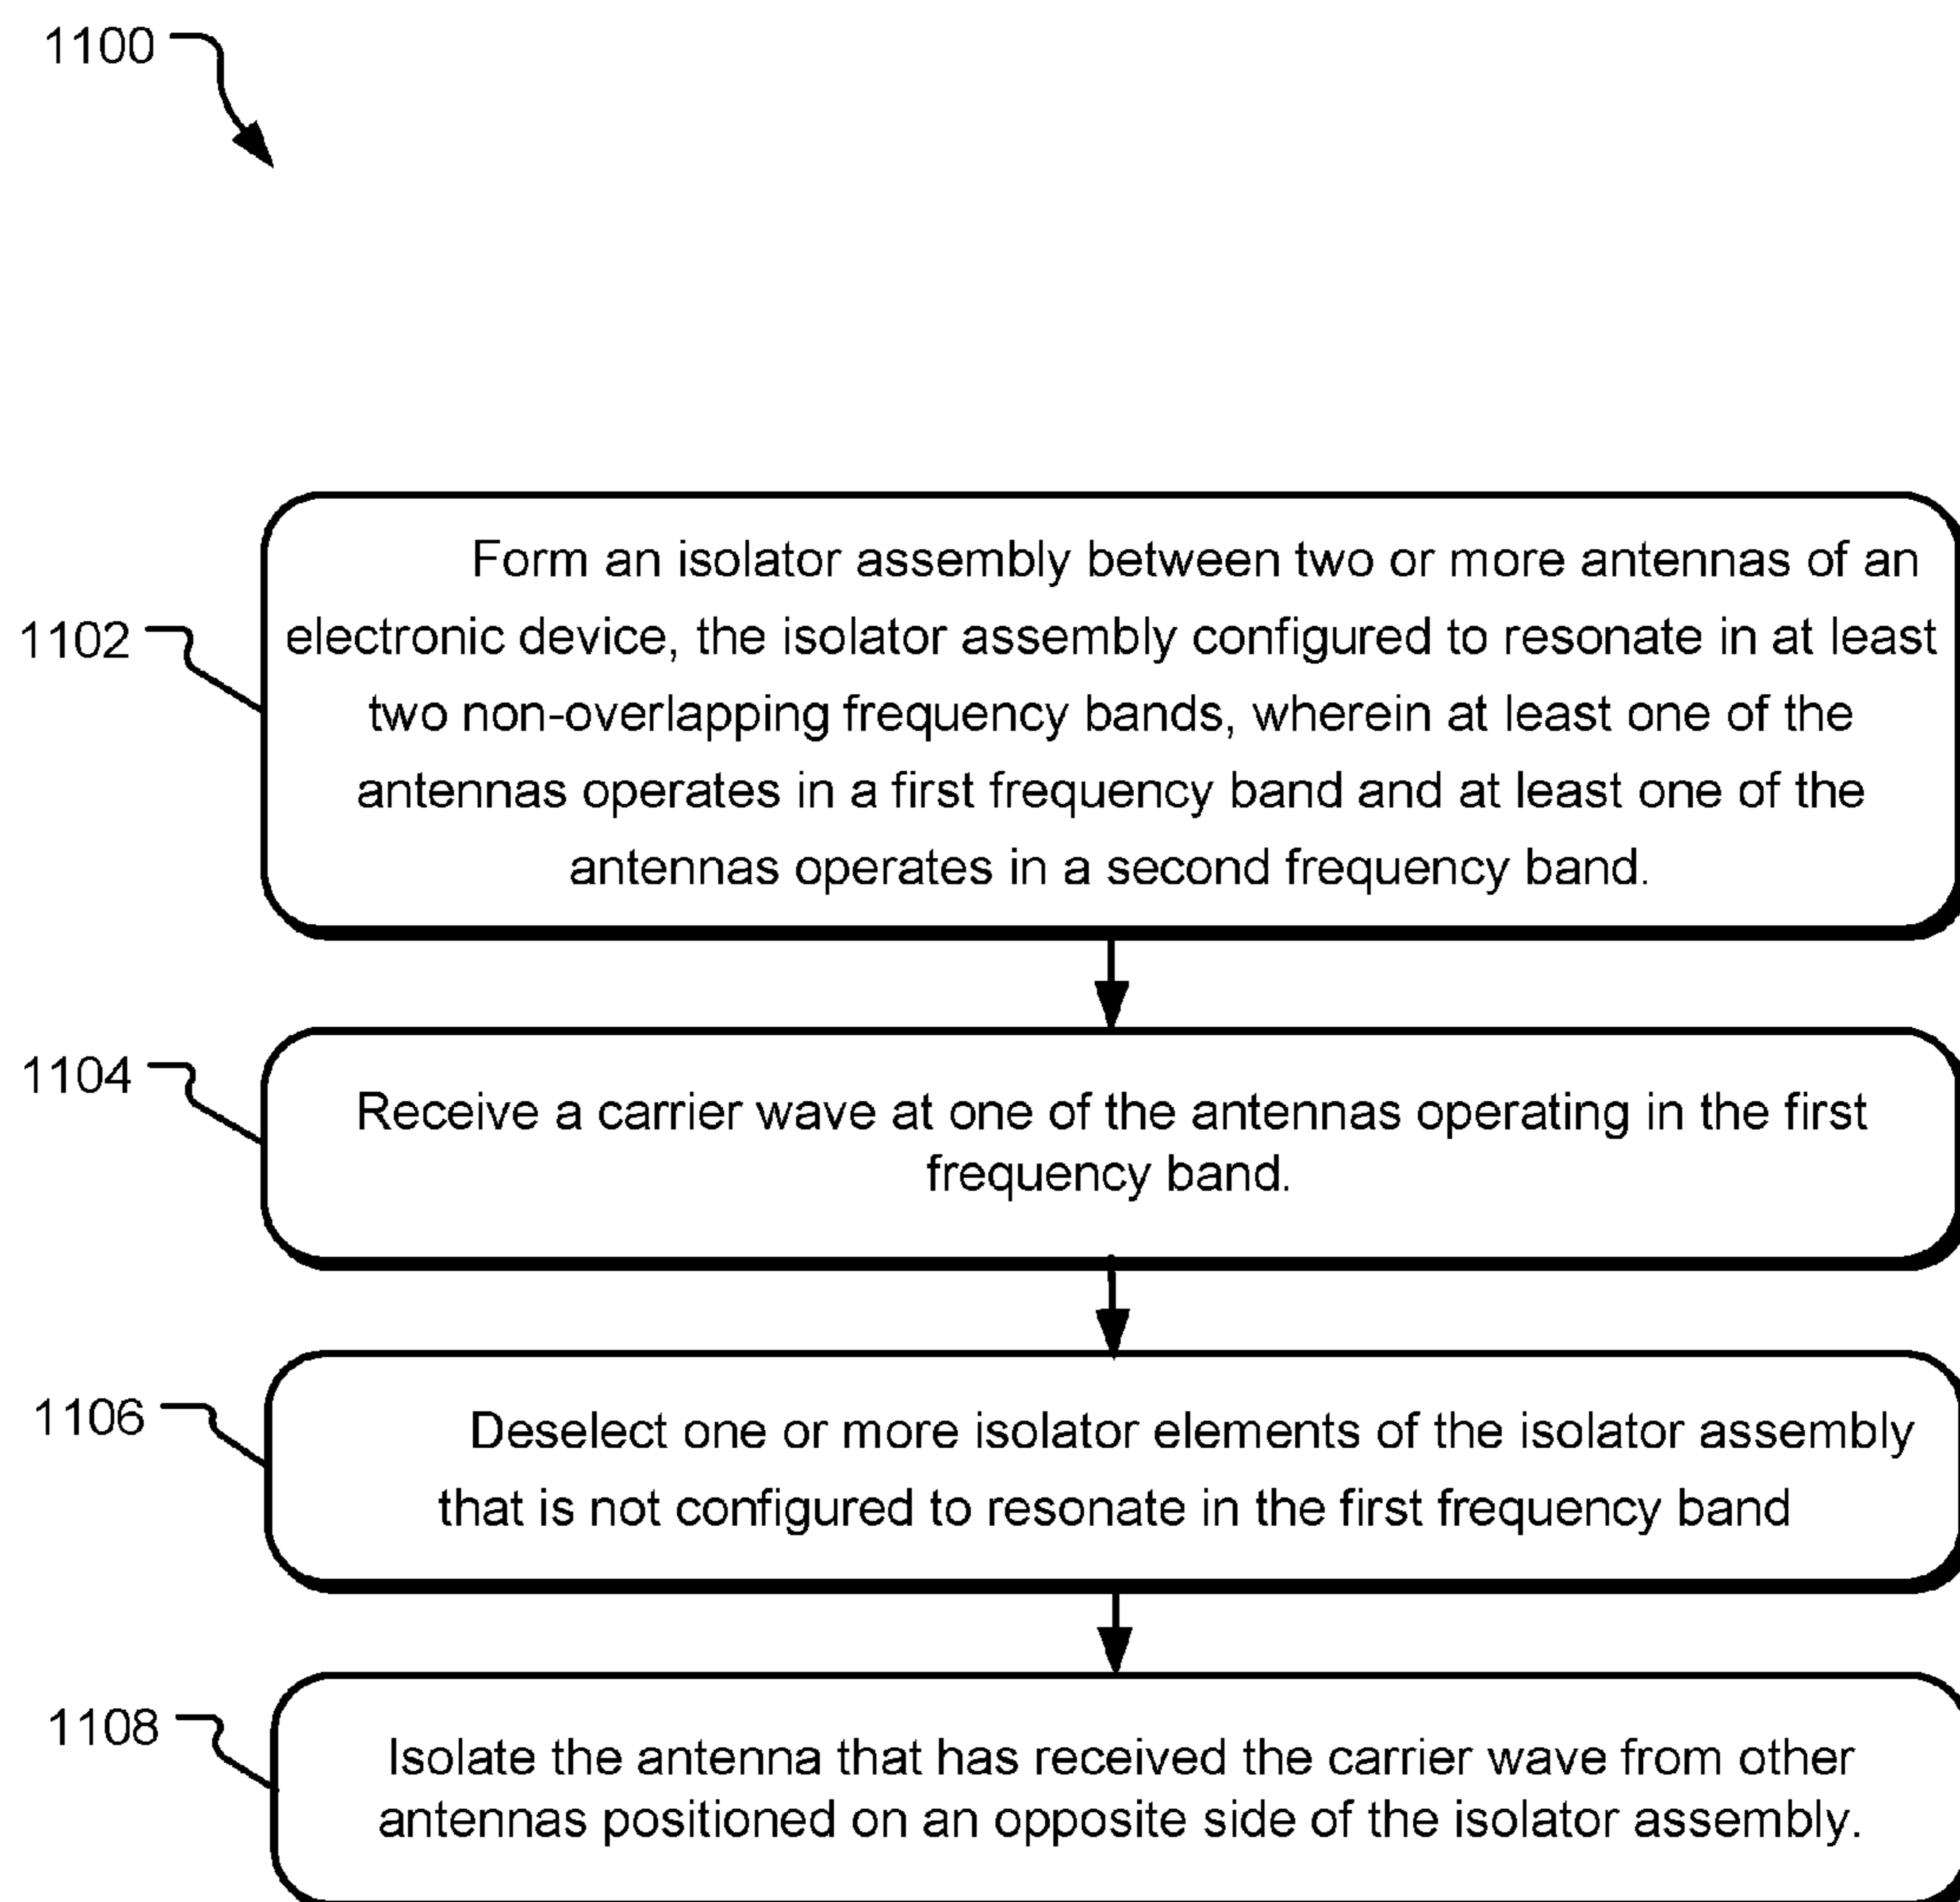 1100
1102
Form an isolator assembly between two or more antennas of an
electronic device, the isolator assembly configured to resonate in at least
two non-overlapping frequency bands, wherein at least one of the
antennas operates in a first frequency band and at least one of the
antennas operates in a second frequency band.
1104
Receive a carrier wave at one of the antennas operating in the first
frequency band.
1106
Deselect one or more isolator elements of the isolator assembly
that is not configured to resonate in the first frequency band
1108
Isolate the antenna that has received the carrier wave from other
antennas positioned on an opposite side of the isolator assembly.